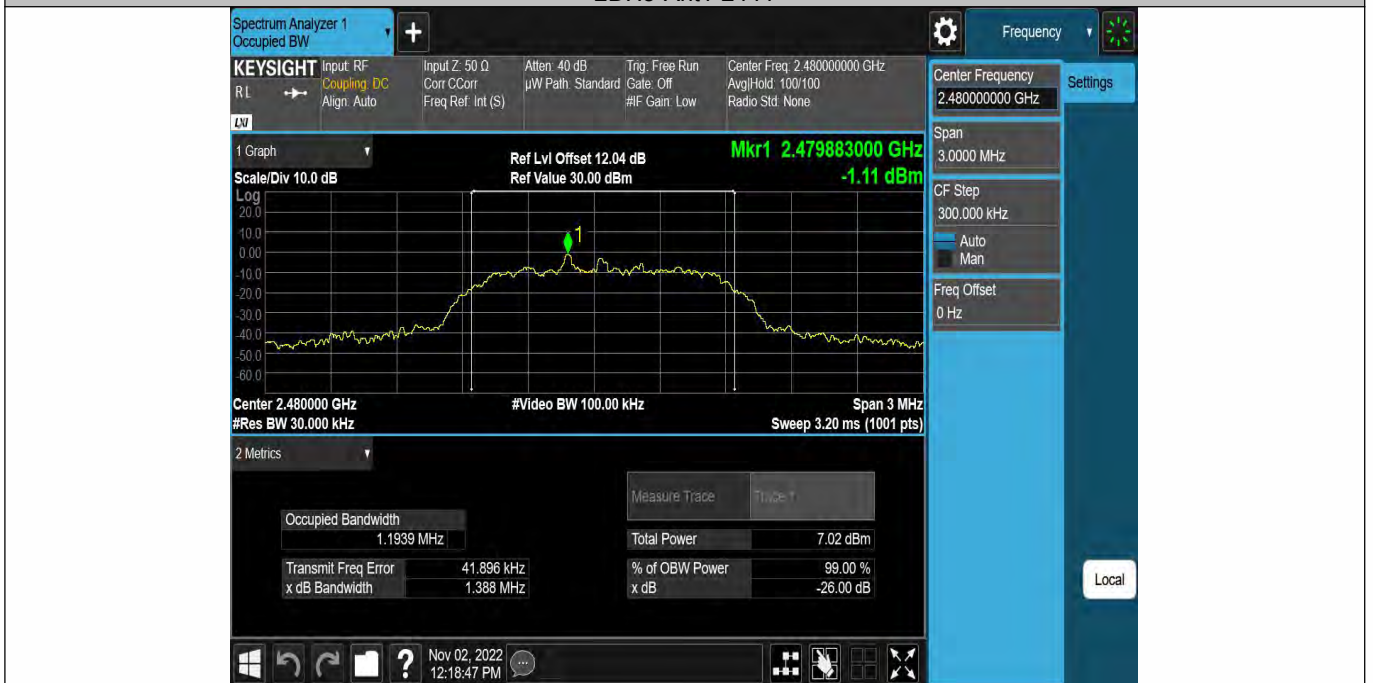 Spectrum Analyzer 1
Occupied BW
+
Frequency
KEYSIGHT
RL
LXI
Input: RF
Coupling: DC
Align: Auto
Input Z: 50 Ω
Corr CCorr
Freq Ref: Int (S)
Atten: 40 dB
µW Path: Standard
Trig: Free Run
Gate: Off
#IF Gain: Low
Center Freq: 2.480000000 GHz
Avg|Hold: 100/100
Radio Std: None
Center Frequency
2.480000000 GHz
Settings
Span
3.0000 MHz
CF Step
300.000 kHz
Auto
Man
Freq Offset
0 Hz
Local
1 Graph
Scale/Div 10.0 dB
Ref Lvl Offset 12.04 dB
Ref Value 30.00 dBm
Mkr1 2.479883000 GHz
-1.11 dBm
Log
20.0
10.0
0.00
-10.0
-20.0
-30.0
-40.0
-50.0
-60.0
1
Center 2.480000 GHz
#Video BW 100.00 kHz
Span 3 MHz
#Res BW 30.000 kHz
Sweep 3.20 ms (1001 pts)
2 Metrics
Measure Trace
Trace 1
Occupied Bandwidth
1.1939 MHz
Total Power
7.02 dBm
Transmit Freq Error
41.896 kHz
% of OBW Power
99.00 %
x dB Bandwidth
1.388 MHz
x dB
-26.00 dB
?
Nov 02, 2022
12:18:47 PM